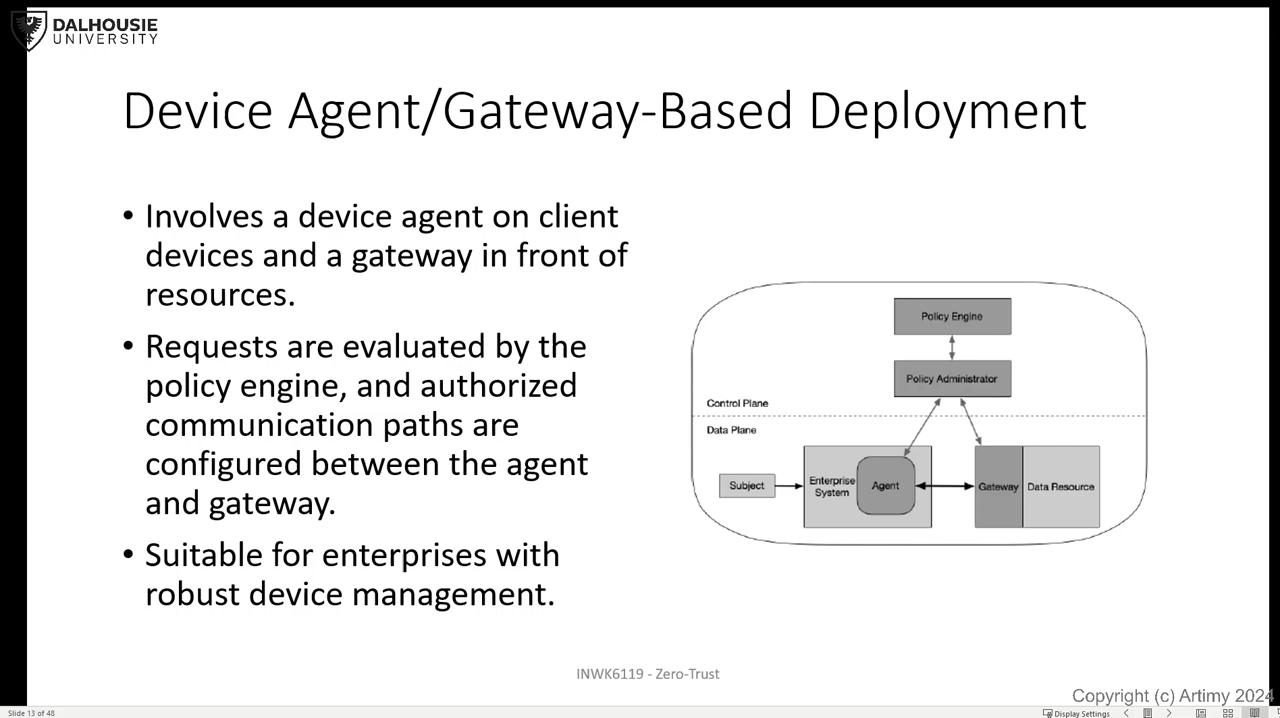 DALHOUSIE
UNIVERSITY
Device Agent/Gateway-Based Deployment
• Involves a device agent on client
devices and a gateway in front of
resources.
• Requests are evaluated by the
policy engine, and authorized
communication paths are
configured between the agent
and gateway.
• Suitable for enterprises with
robust device management.
Policy Engine
Policy Administrator
Control Plane
Data Plane
Subject
Enterprise
System
Agent
Gateway
Data Resource
INWK6119 - Zero-Trust
Copyright (c) Artimy 2024
Slide 13 of 48
Display Settings